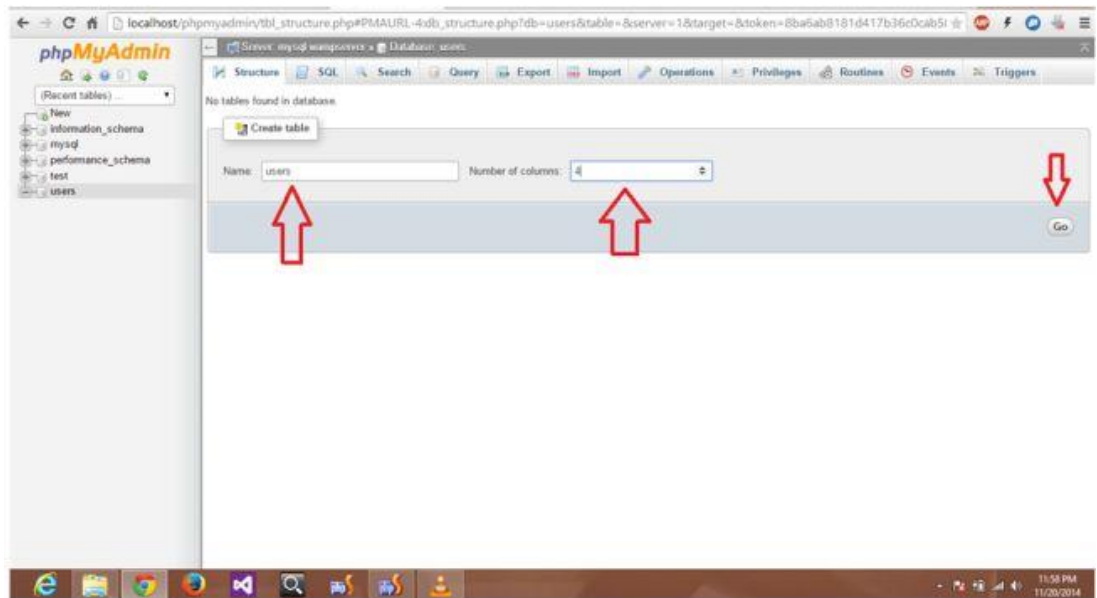 localhost/phpmyadmin/tbl_structure.php#PMAURL-4:db_structure.php?db=users&table=&server=1&target=&token=8ba6ab8181d417b36c0cab5
phpMyAdmin
Server: mysql wampserver » Database: users
Structure SQL Search Query Export Import Operations Privileges Routines Events Triggers
(Recent tables) ...
New
information_schema
mysql
performance_schema
test
users
No tables found in database.
Create table
Name: users Number of columns: 4
Go
11:58 PM
11/20/2014